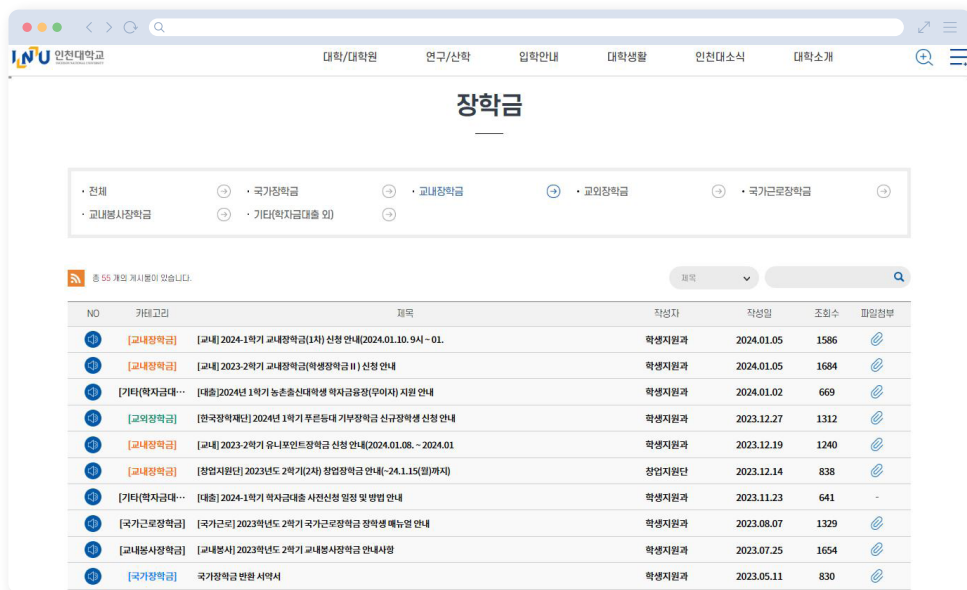 INU 인천대학교
대학/대학원 연구/산학 입학안내 대학생활 인천대소식 대학소개
장학금
· 전체 · 국가장학금 · 교내장학금 · 교외장학금 · 국가근로장학금
· 교내봉사장학금 · 기타(학자금대출 외)
총 55 개의 게시물이 있습니다. 제목
NO 카테고리 제목 작성자 작성일 조회수 파일첨부
[교내장학금] [교내] 2024-1학기 교내장학금(1차) 신청 안내(2024.01.10. 9시 ~ 01. 학생지원과 2024.01.05 1586
[교내장학금] [교내] 2023-2학기 교내장학금(학생장학금 II ) 신청 안내 학생지원과 2024.01.05 1684
[기타(학자금대… [대출]2024년 1학기 농촌출신대학생 학자금융장(무이자) 지원 안내 학생지원과 2024.01.02 669
[교외장학금] [한국장학재단] 2024년 1학기 푸른등대 기부장학금 신규장학생 신청 안내 학생지원과 2023.12.27 1312
[교내장학금] [교내] 2023-2학기 유니포인트장학금 신청 안내(2024.01.08. ~ 2024.01 학생지원과 2023.12.19 1240
[교내장학금] [창업지원단] 2023년도 2학기(2차) 창업장학금 안내(~24.1.15(월)까지) 창업지원단 2023.12.14 838
[기타(학자금대… [대출] 2024-1학기 학자금대출 사전신청 일정 및 방법 안내 학생지원과 2023.11.23 641 -
[국가근로장학금] [국가근로] 2023학년도 2학기 국가근로장학금 장학생 매뉴얼 안내 학생지원과 2023.08.07 1329
[교내봉사장학금] [교내봉사] 2023학년도 2학기 교내봉사장학금 안내사항 학생지원과 2023.07.25 1654
[국가장학금] 국가장학금 반환 서약서 학생지원과 2023.05.11 830